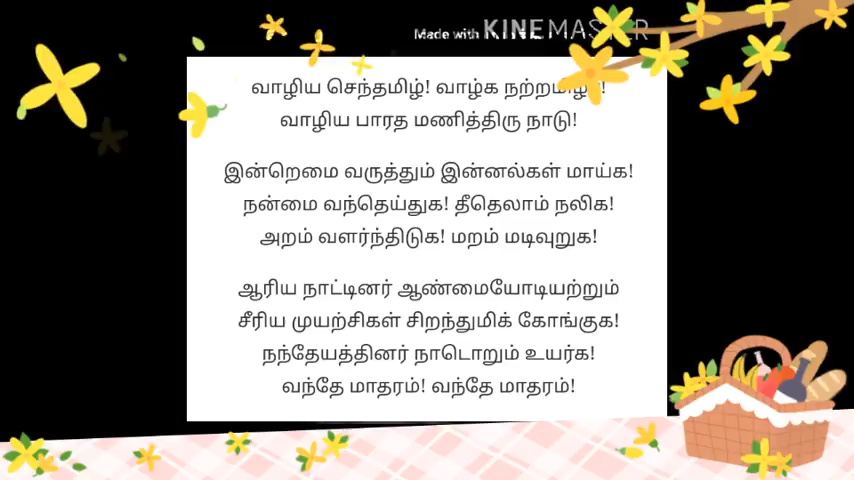 Made with KINEMASTER
வாழிய செந்தமிழ்! வாழ்க நற்றமிழர்!
வாழிய பாரத மணித்திரு நாடு!
இன்றெமை வருத்தும் இன்னல்கள் மாய்க!
நன்மை வந்தெய்துக! தீதெலாம் நலிக!
அறம் வளர்ந்திடுக! மறம் மடிவுறுக!
ஆரிய நாட்டினர் ஆண்மையோடியற்றும்
சீரிய முயற்சிகள் சிறந்துமிக் கோங்குக!
நந்தேயத்தினர் நாடொறும் உயர்க!
வந்தே மாதரம்! வந்தே மாதரம்!